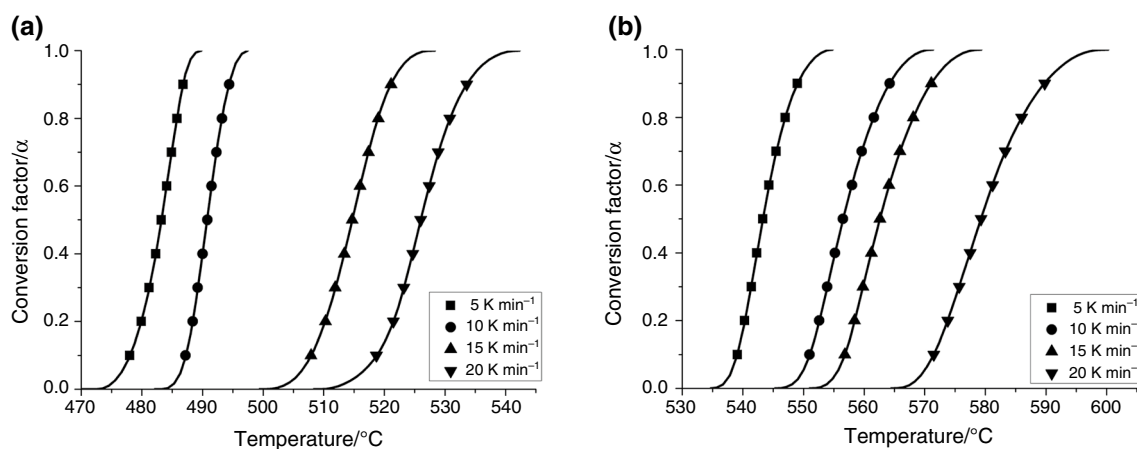 (a)
Conversion factor/α
1.0
0.8
0.6
0.4
0.2
0.0
470 480 490 500 510 520 530 540
Temperature/°C
5 K min⁻¹
10 K min⁻¹
15 K min⁻¹
20 K min⁻¹
(b)
Conversion factor/α
1.0
0.8
0.6
0.4
0.2
0.0
530 540 550 560 570 580 590 600
Temperature/°C
5 K min⁻
10 K min⁻
15 K min⁻
20 K min⁻